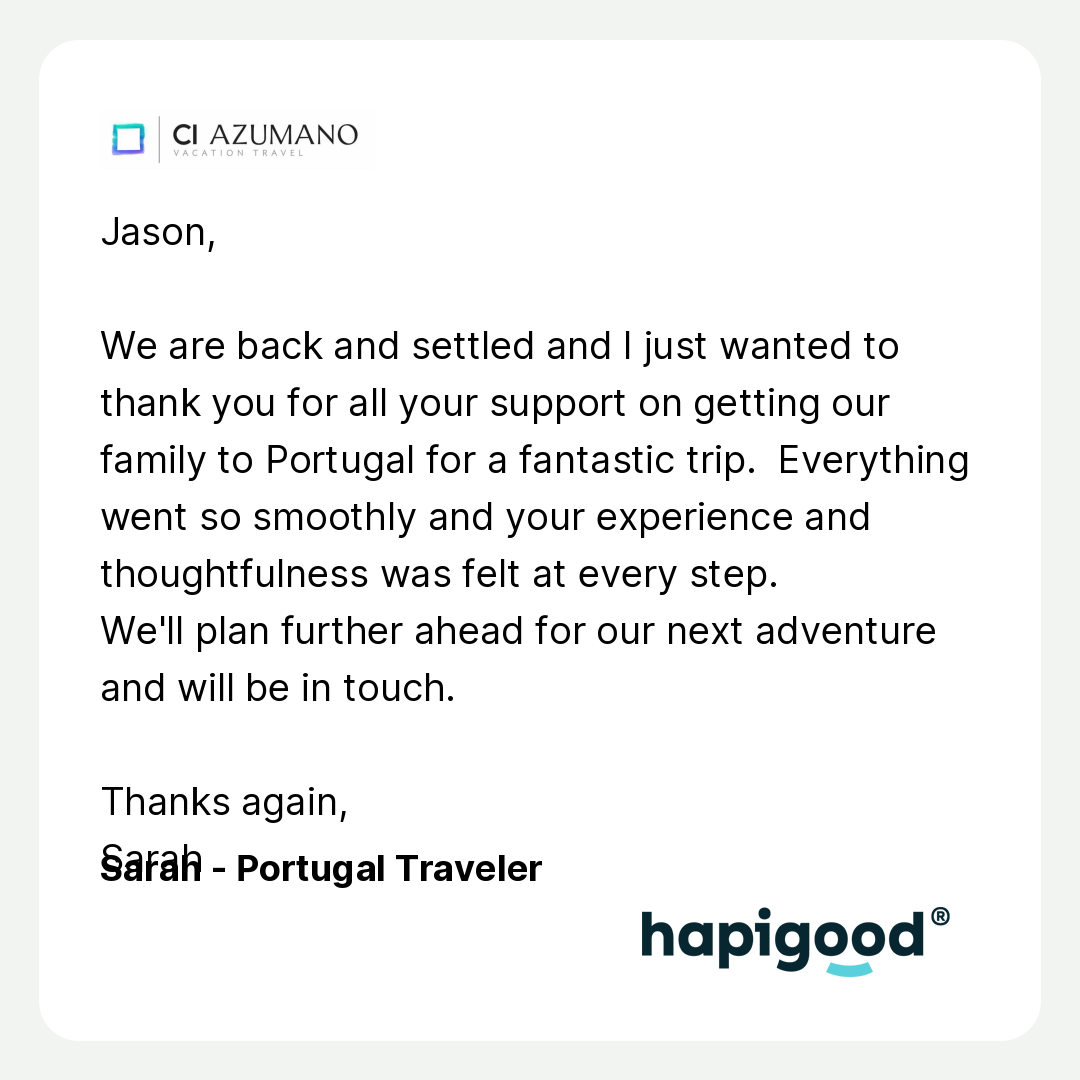 CI AZUMANO
VACATION TRAVEL
Jason,
We are back and settled and I just wanted to
thank you for all your support on getting our
family to Portugal for a fantastic trip.  Everything
went so smoothly and your experience and
thoughtfulness was felt at every step.
We'll plan further ahead for our next adventure
and will be in touch.
Thanks again,
Sarah
Sarah - Portugal Traveler
hapigood®